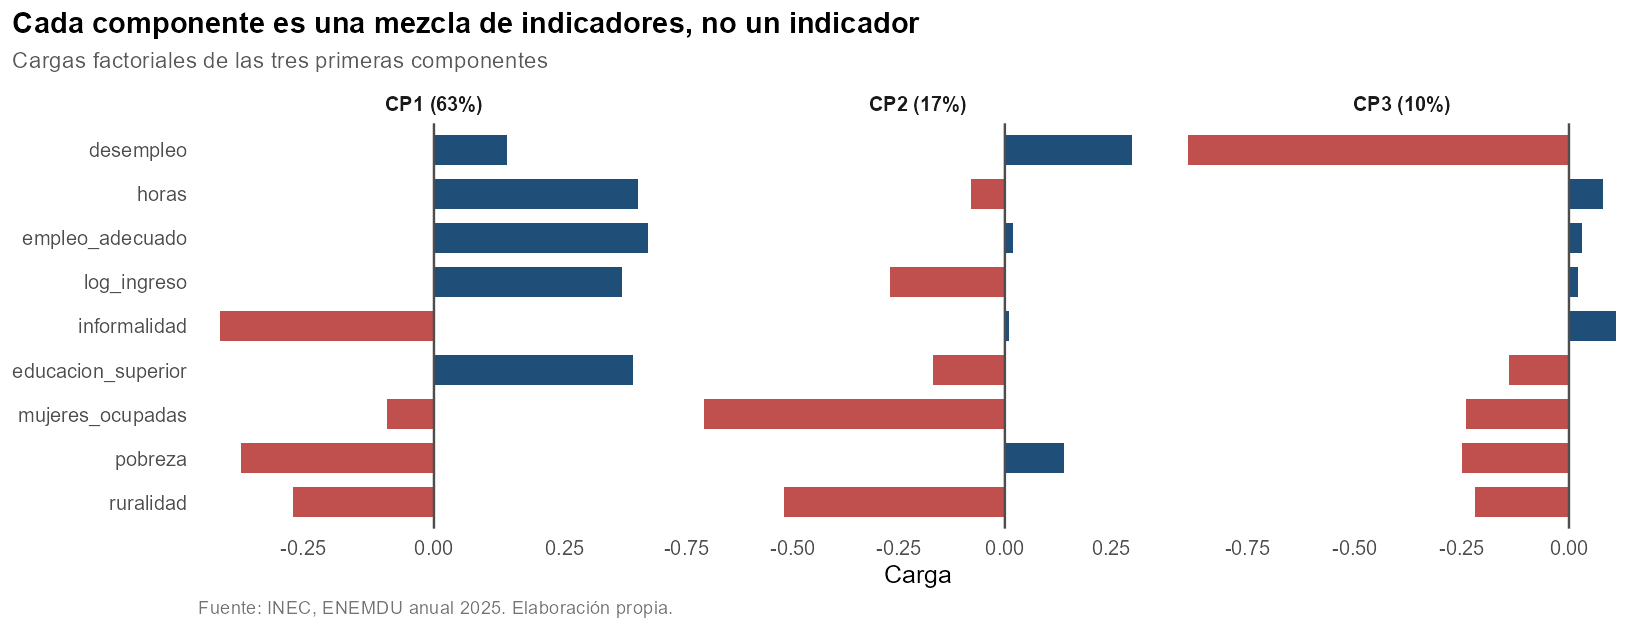 Cada componente es una mezcla de indicadores, no un indicador
Cargas factoriales de las tres primeras componentes
CP1 (63%)
CP2 (17%)
CP3 (10%)
desempleo
horas
empleo_adecuado
log_ingreso
informalidad
educacion_superior
mujeres_ocupadas
pobreza
ruralidad
-0.25 0.00 0.25
-0.75 -0.50 -0.25 0.00 0.25
-0.75 -0.50 -0.25 0.00
Carga
Fuente: INEC, ENEMDU anual 2025. Elaboración propia.